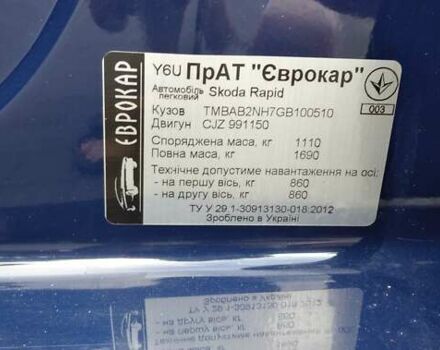 ЄВРОКАР
Y6U ПрАТ "Єврокар"
Автомобіль легковий Skoda Rapid
003
Кузов TMBAB2NH7GB100510
Двигун CJZ 991150
Споряджена маса, кг 1110
Повна маса, кг 1690
Технічне допустиме навантаження на осі:
- на першу вісь, кг 860
- на другу вісь, кг 860
ТУ У 29.1-30913130-018:2012
Зроблено в Україні